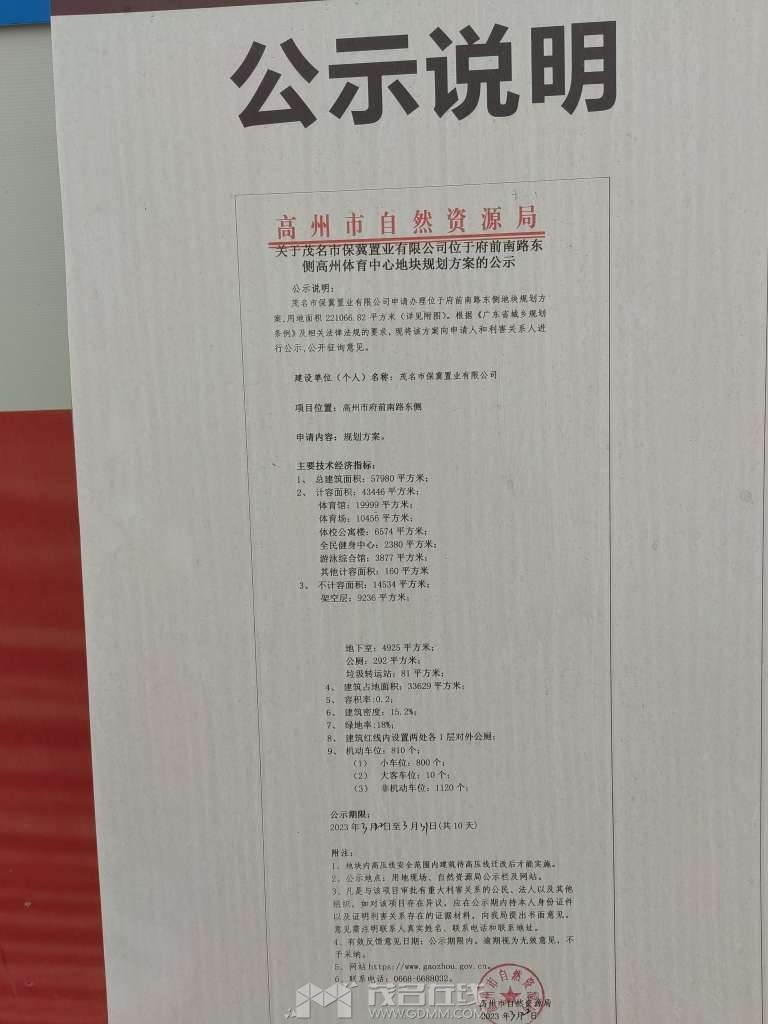 公示说明
高州市自然资源局
关于茂名市保冀置业有限公司位于府前南路东
侧高州体育中心地块规划方案的公示
公示说明：
茂名市保冀置业有限公司申请办理位于府前南路东侧地块规划方
案,用地面积 221066.82 平方米（详见附图）。根据《广东省城乡规划
条例》及相关法律法规的要求，现将该方案向申请人和利害关系人进
行公示,公开征询意见。
建设单位（个人）名称：茂名市保冀置业有限公司
项目位置：高州市府前南路东侧
申请内容：规划方案。
主要技术经济指标：
1、 总建筑面积：57980 平方米；
2、 计容面积：43446 平方米；
体育馆：19999 平方米；
体育场：10456 平方米；
体校公寓楼：6574 平方米；
全民健身中心：2380 平方米；
游泳综合馆：3877 平方米；
其他计容面积：160 平方米
3、 不计容面积：14534 平方米；
架空层：9236 平方米；
地下室：4925 平方米；
公厕：292 平方米；
垃圾转运站：81 平方米；
4、 建筑占地面积：33629 平方米；
5、 容积率:0.2；
6、 建筑密度：15.2%；
7、 绿地率:18%；
8、 建筑红线内设置两处各 1 层对外公厕；
9、 机动车位：810 个；
（1） 小车位：800 个；
（2） 大客车位：10 个；
（3） 非机动车位：1120 个；
公示期限：
2023 年 3 月 22 日至 3 月 31 日(共 10 天)
附注：
1、地块内高压线安全范围内建筑待高压线迁改后才能实施。
2、公示地点：用地现场、自然资源局公示栏及网站。
3、凡是与该项目审批有重大利害关系的公民、法人以及其他
组织，如对该项目存在异议，应在公示期内持本人身份证件
以及证明利害关系存在的证据材料，向我局提出书面意见。
意见需注明联系人真实姓名、联系电话和联系地址。
4、有效反馈意见日期：公示期限内。逾期视为无效意见，不
予采纳。
5、网站 https://www.gaozhou.gov.cn。
6、联系电话：0668-6688032。
高州市自然资源局
2023 年 3 月 日
茂名在线
WWW.GDMM.COM